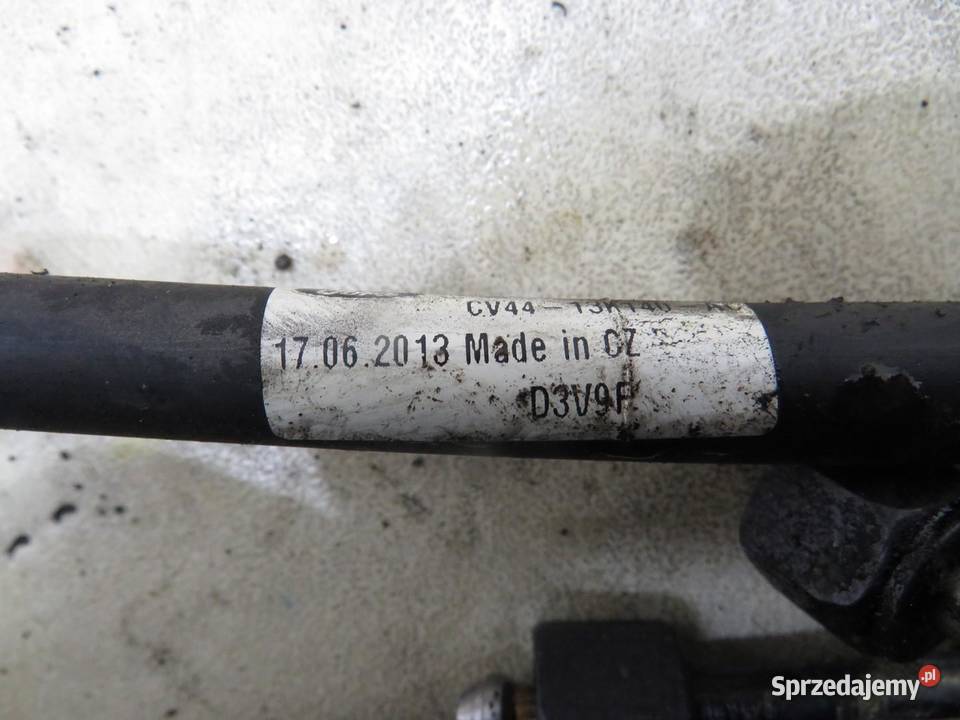 17.06.2013 Made in CZ
D3V9F
Sprzedajemy.pl